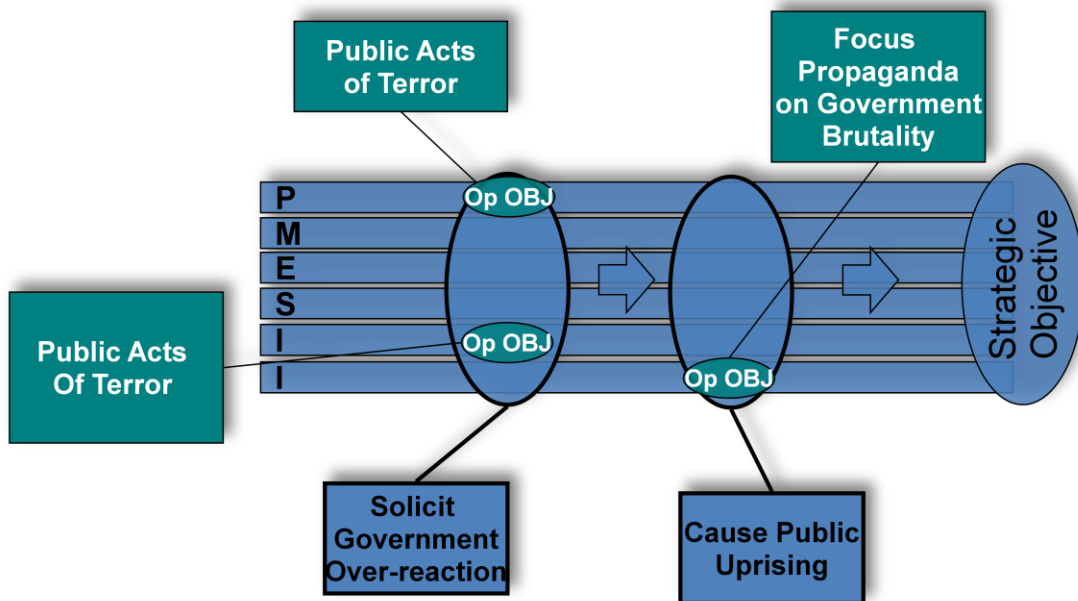 Public Acts
of Terror
Focus
Propaganda
on Government
Brutality
P
Op OBJ
M
E
S
I
Op OBJ
I
Op OBJ
Strategic
Objective
Public Acts
Of Terror
Solicit
Government
Over-reaction
Cause Public
Uprising